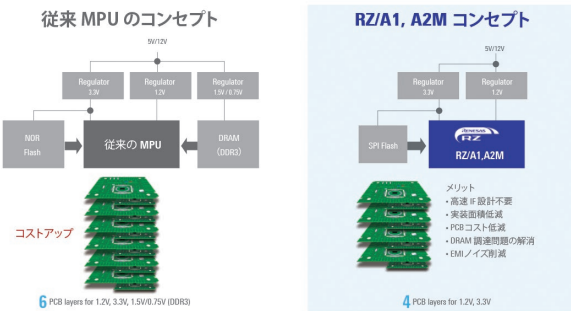 従来 MPU のコンセプト
5V/12V
Regulator
3.3V
Regulator
1.2V
Regulator
1.5V / 0.75V
NOR
Flash
従来の MPU
DRAM
(DDR3)
コストアップ
6 PCB layers for 1.2V, 3.3V, 1.5V/0.75V (DDR3)
RZ/A1, A2M コンセプト
5V/12V
Regulator
3.3V
Regulator
1.2V
SPI Flash
RENESAS
RZ
RZ/A1,A2M
メリット
・高速 IF 設計不要
・実装面積低減
・PCB コスト低減
・DRAM 調達問題の解消
・EMIノイズ削減
4 PCB layers for 1.2V, 3.3V